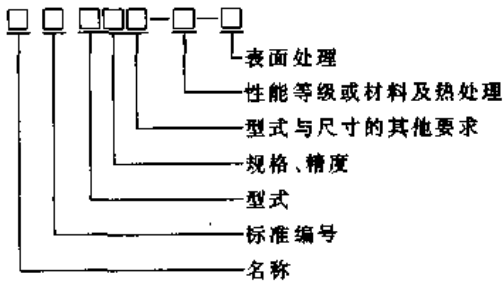 表面处理
性能等级或材料及热处理
型式与尺寸的其他要求
规格、精度
型式
标准编号
名称